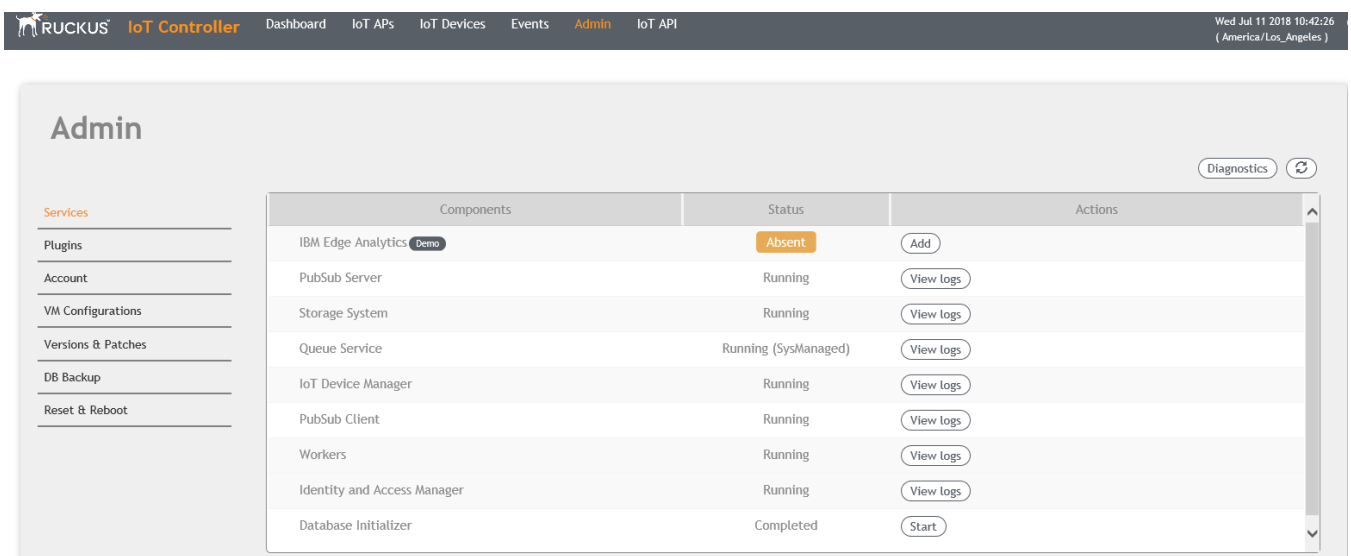 RUCKUS IoT Controller Dashboard IoT APs IoT Devices Events Admin IoT API Wed Jul 11 2018 10:42:26
( America/Los_Angeles )
Admin
Diagnostics
Services
Plugins
Account
VM Configurations
Versions & Patches
DB Backup
Reset & Reboot
Components Status Actions
IBM Edge Analytics Demo Absent Add
PubSub Server Running View logs
Storage System Running View logs
Queue Service Running (SysManaged) View logs
IoT Device Manager Running View logs
PubSub Client Running View logs
Workers Running View logs
Identity and Access Manager Running View logs
Database Initializer Completed Start